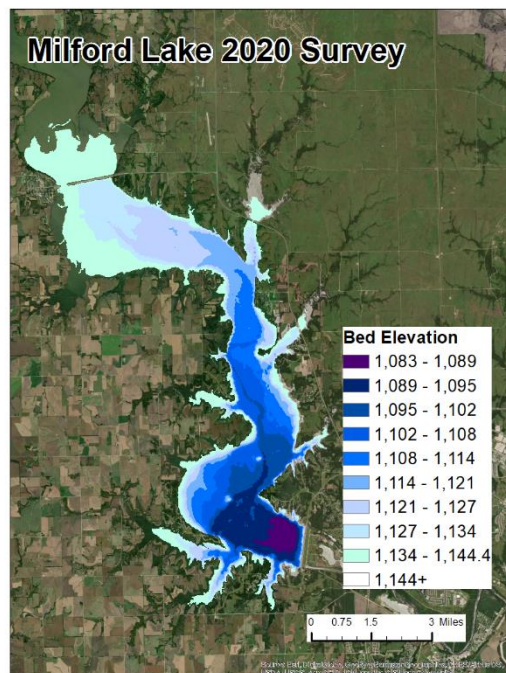 Milford Lake 2020 Survey
Bed Elevation
1,083 - 1,089
1,089 - 1,095
1,095 - 1,102
1,102 - 1,108
1,108 - 1,114
1,114 - 1,121
1,121 - 1,127
1,127 - 1,134
1,134 - 1,144.4
1,144+
0 0.75 1.5 3 Miles